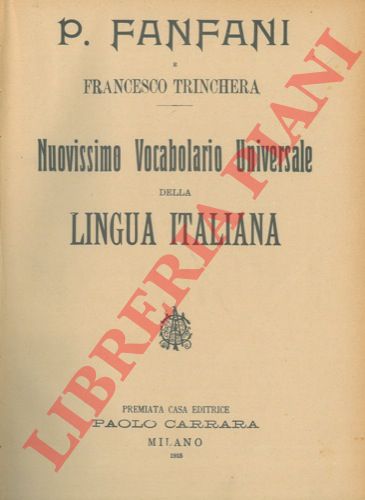 P. FANFANI
E
FRANCESCO TRINCHERA
Nuovissimo Vocabolario Universale
DELLA
LINGUA ITALIANA
PREMIATA CASA EDITRICE
PAOLO CARRARA
MILANO
LIBRERIA PIANI